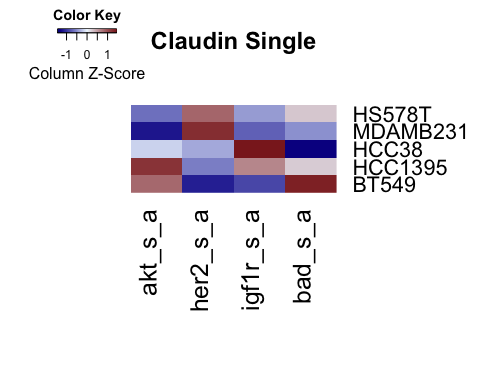 Color Key
-1 0 1
Column Z-Score
Claudin Single
HS578T
MDAMB231
HCC38
HCC1395
BT549
akt_s_a
her2_s_a
igf1r_s_a
bad_s_a